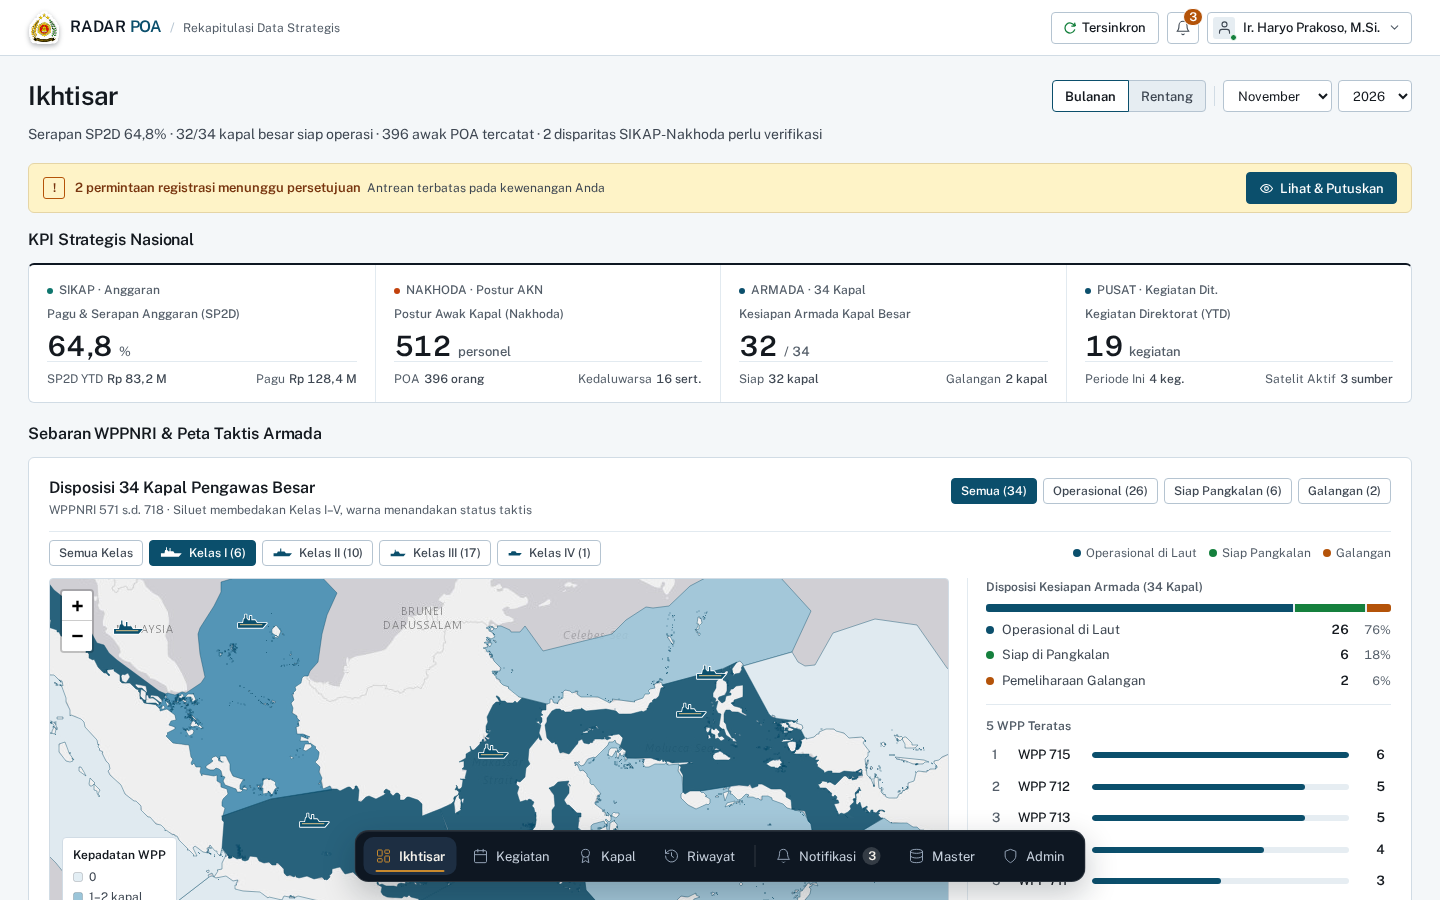 RADAR POA / Rekapitulasi Data Strategis
Tersinkron
3
Ir. Haryo Prakoso, M.Si.
Ikhtisar
Bulanan Rentang November 2026
Serapan SP2D 64,8% · 32/34 kapal besar siap operasi · 396 awak POA tercatat · 2 disparitas SIKAP-Nakhoda perlu verifikasi
! 2 permintaan registrasi menunggu persetujuan Antrean terbatas pada kewenangan Anda
Lihat & Putuskan
KPI Strategis Nasional
SIKAP · Anggaran
Pagu & Serapan Anggaran (SP2D)
64,8 %
SP2D YTD Rp 83,2 M Pagu Rp 128,4 M
NAKHODA · Postur AKN
Postur Awak Kapal (Nakhoda)
512 personel
POA 396 orang Kedaluwarsa 16 sert.
ARMADA · 34 Kapal
Kesiapan Armada Kapal Besar
32 / 34
Siap 32 kapal Galangan 2 kapal
PUSAT · Kegiatan Dit.
Kegiatan Direktorat (YTD)
19 kegiatan
Periode Ini 4 keg. Satelit Aktif 3 sumber
Sebaran WPPNRI & Peta Taktis Armada
Disposisi 34 Kapal Pengawas Besar
WPPNRI 571 s.d. 718 · Siluet membedakan Kelas I–V, warna menandakan status taktis
Semua (34) Operasional (26) Siap Pangkalan (6) Galangan (2)
Semua Kelas Kelas I (6) Kelas II (10) Kelas III (17) Kelas IV (1)
Operasional di Laut Siap Pangkalan Galangan
+
−
AYSIA
BRUNEI
DARUSSALAM
Celebes Sea
Kepadatan WPP
0
1–2 kapal
Disposisi Kesiapan Armada (34 Kapal)
Operasional di Laut 26 76%
Siap di Pangkalan 6 18%
Pemeliharaan Galangan 2 6%
5 WPP Teratas
1 WPP 715 6
2 WPP 712 5
3 WPP 713 5
4
3
Ikhtisar Kegiatan Kapal Riwayat Notifikasi 3 Master Admin